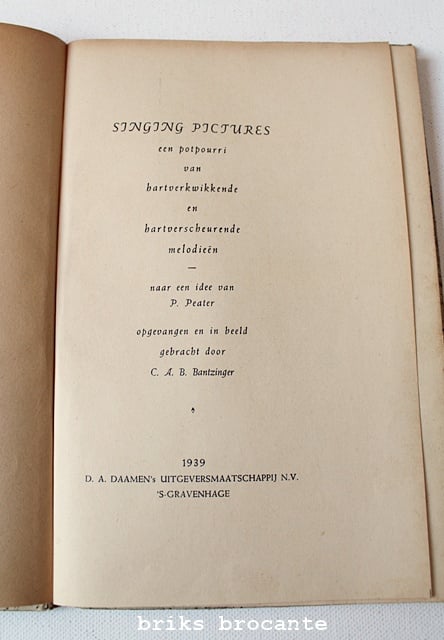 SINGING PICTURES
een potpourri
van
hartverkwikkende
en
hartverscheurende
melodieën
—
naar een idee van
P. Peater
opgevangen en in beeld
gebracht door
C. A. B. Bantzinger
1939
D. A. DAAMEN's UITGEVERSMAATSCHAPPIJ N.V.
'S-GRAVENHAGE
briks brocante